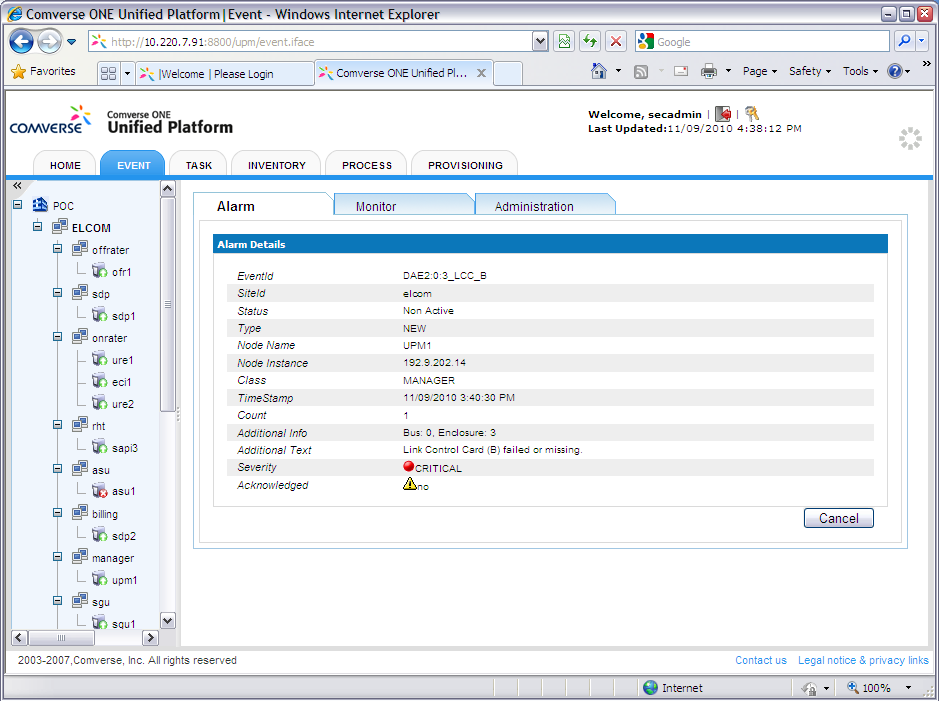 Comverse ONE Unified Platform | Event - Windows Internet Explorer
http://10.220.7.91:8800/upm/event.iface
Google
Favorites
|Welcome | Please Login
Comverse ONE Unified Pl...
Page
Safety
Tools
COMVERSE
Comverse ONE
Unified Platform
Welcome, secadmin |
|
Last Updated:11/09/2010 4:38:12 PM
HOME
EVENT
TASK
INVENTORY
PROCESS
PROVISIONING
POC
ELCOM
offrater
ofr1
sdp
sdp1
onrater
ure1
eci1
ure2
rht
sapi3
asu
asu1
billing
sdp2
manager
upm1
sgu
sgu1
Alarm
Monitor
Administration
Alarm Details
EventId DAE2:0:3_LCC_B
SiteId elcom
Status Non Active
Type NEW
Node Name UPM1
Node Instance 192.9.202.14
Class MANAGER
TimeStamp 11/09/2010 3:40:30 PM
Count 1
Additional Info Bus: 0, Enclosure: 3
Additional Text Link Control Card (B) failed or missing.
Severity CRITICAL
Acknowledged no
Cancel
2003-2007,Comverse, Inc. All rights reserved
Contact us Legal notice & privacy links
Internet
100%